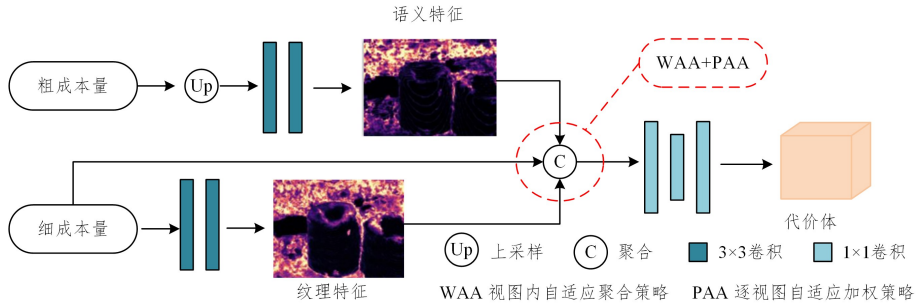 语义特征
粗成本量
Up
WAA+PAA
C
细成本量
纹理特征
代价体
Up 上采样 C 聚合 3×3卷积 1×1卷积
WAA 视图内自适应聚合策略 PAA 逐视图自适应加权策略